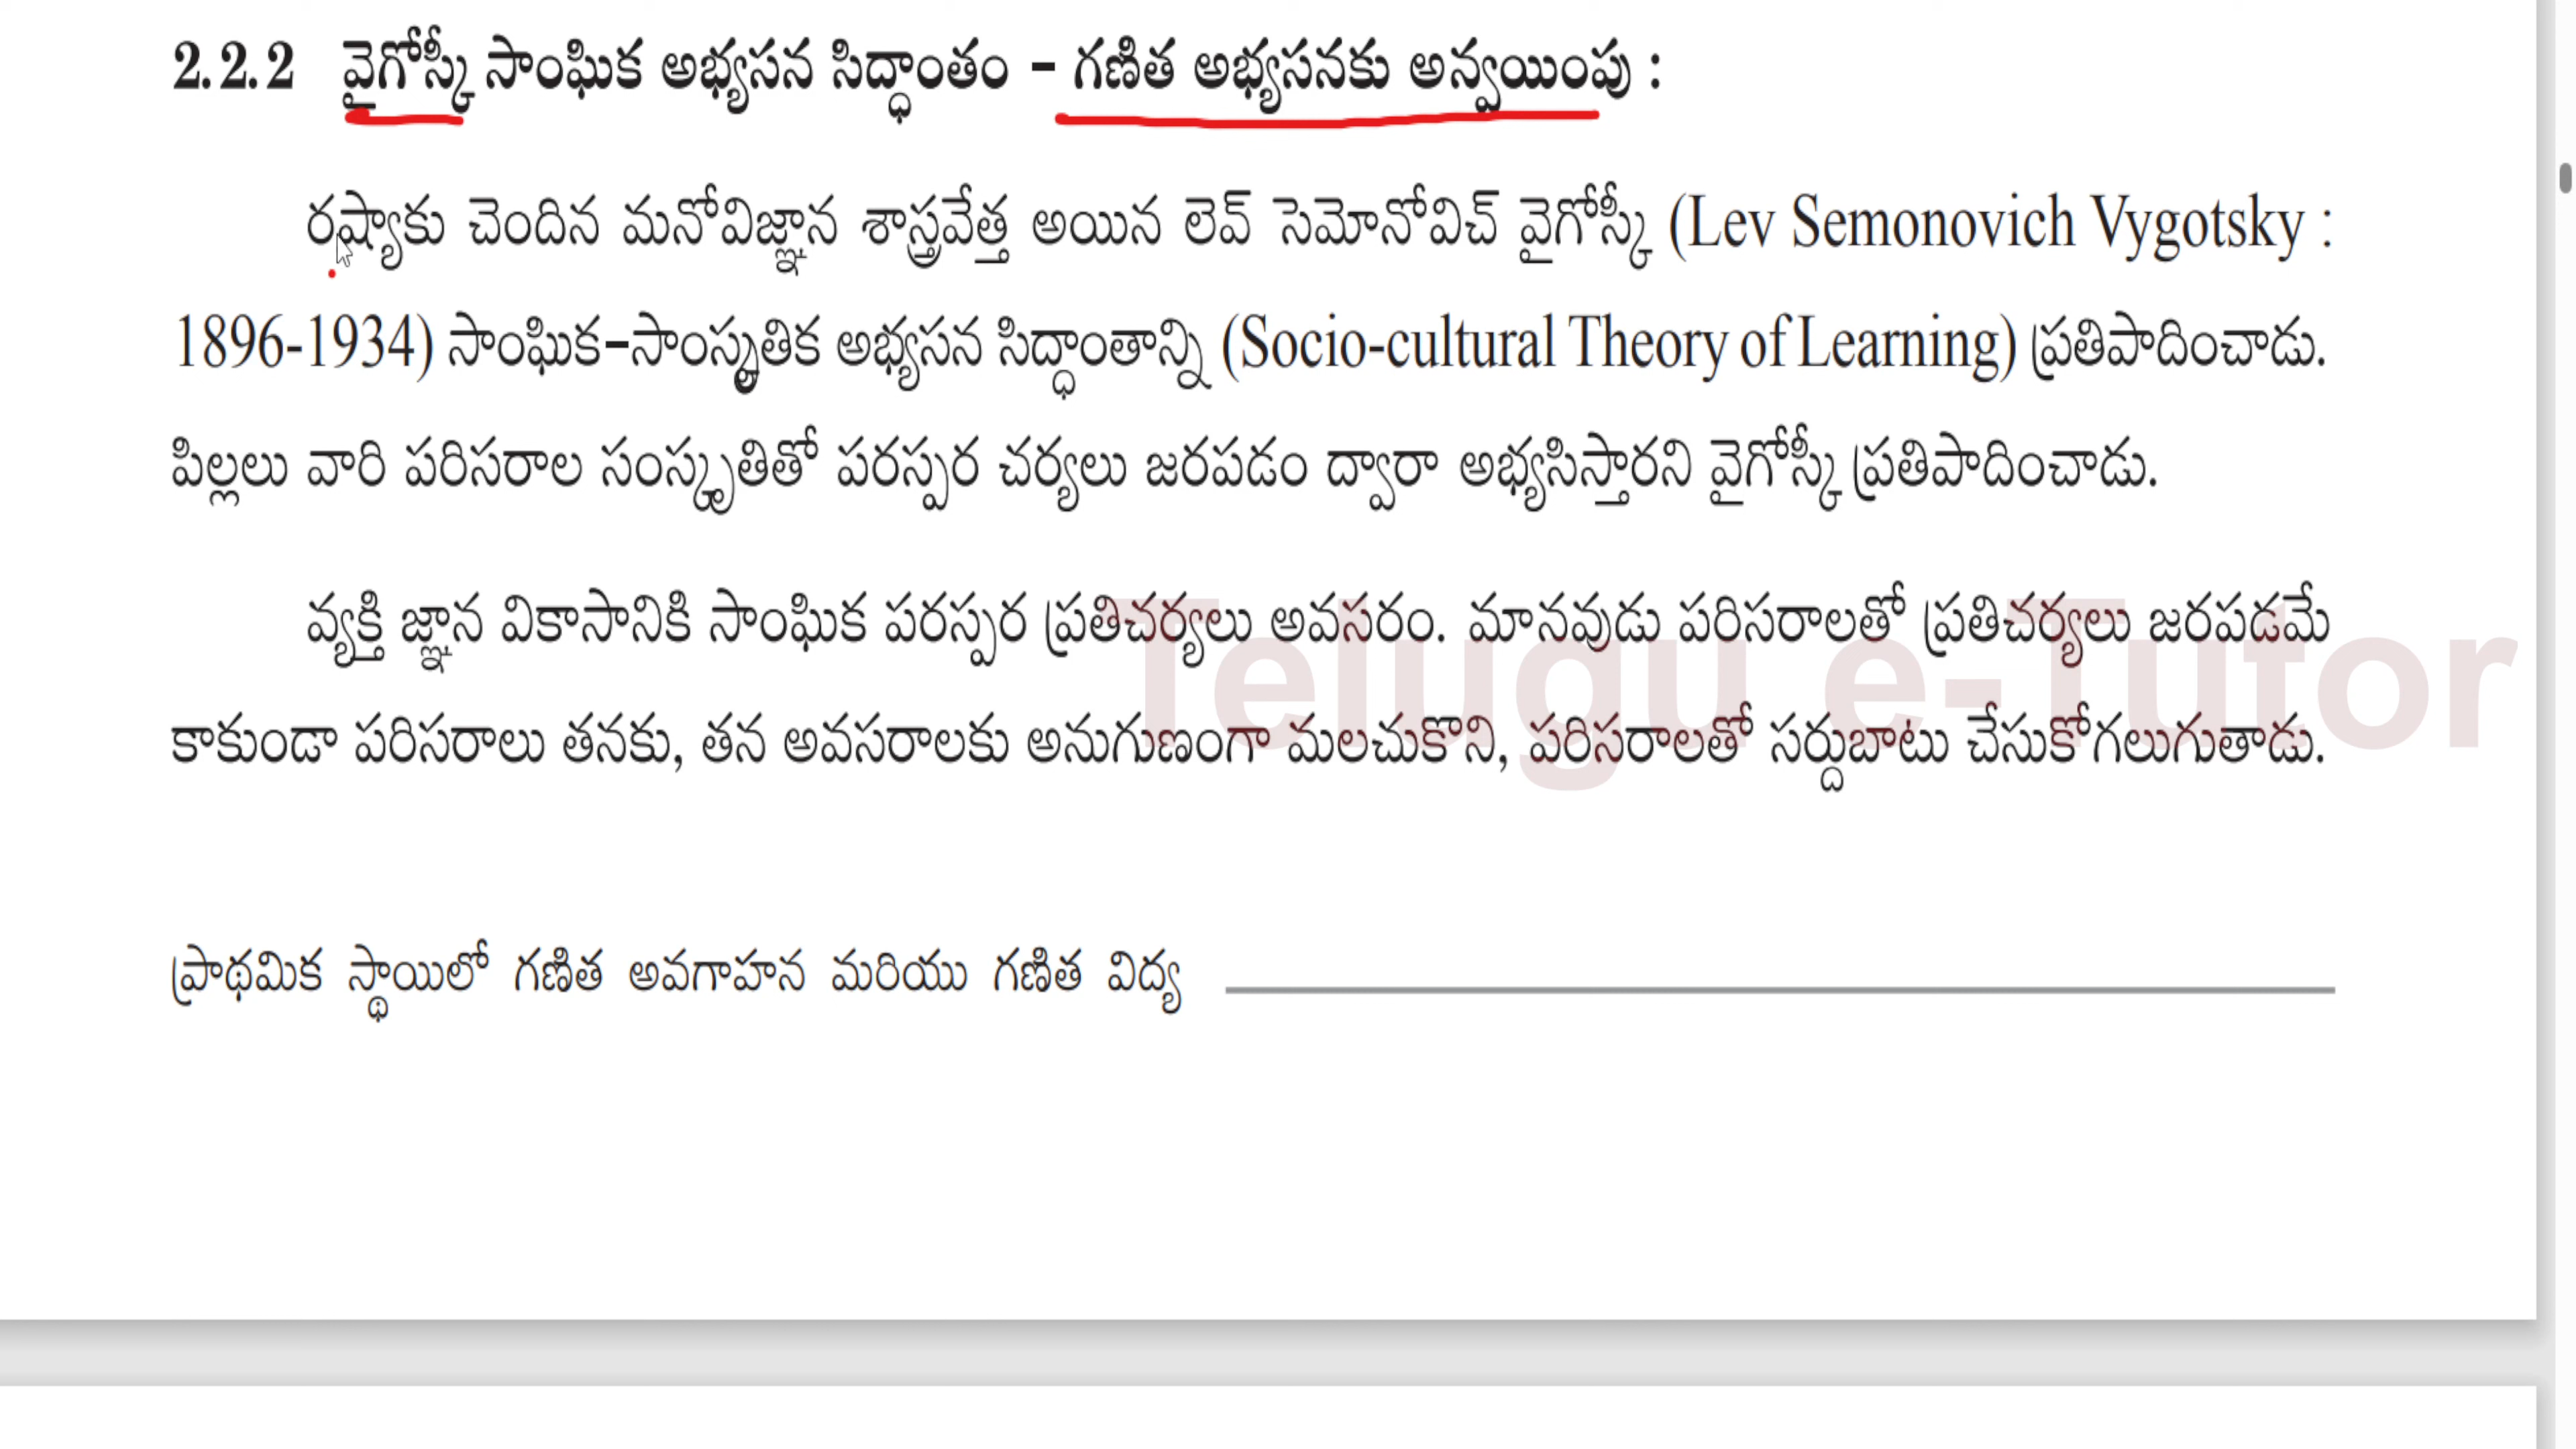 2.2.2 వైగోస్కీ సాంఘిక అభ్యసన సిద్ధాంతం - గణిత అభ్యసనకు అన్వయింపు :
రష్యాకు చెందిన మనోవిజ్ఞాన శాస్త్రవేత్త అయిన లెవ్ సెమోనోవిచ్ వైగోస్కీ (Lev Semonovich Vygotsky :
1896-1934) సాంఘిక-సాంస్కృతిక అభ్యసన సిద్ధాంతాన్ని (Socio-cultural Theory of Learning) ప్రతిపాదించాడు.
పిల్లలు వారి పరిసరాల సంస్కృతితో పరస్పర చర్యలు జరపడం ద్వారా అభ్యసిస్తారని వైగోస్కీ ప్రతిపాదించాడు.
వ్యక్తి జ్ఞాన వికాసానికి సాంఘిక పరస్పర ప్రతిచర్యలు అవసరం. మానవుడు పరిసరాలతో ప్రతిచర్యలు జరపడమే
కాకుండా పరిసరాలు తనకు, తన అవసరాలకు అనుగుణంగా మలచుకొని, పరిసరాలతో సర్దుబాటు చేసుకోగలుగుతాడు.
Telugu e-Tutor
ప్రాథమిక స్థాయిలో గణిత అవగాహన మరియు గణిత విద్య